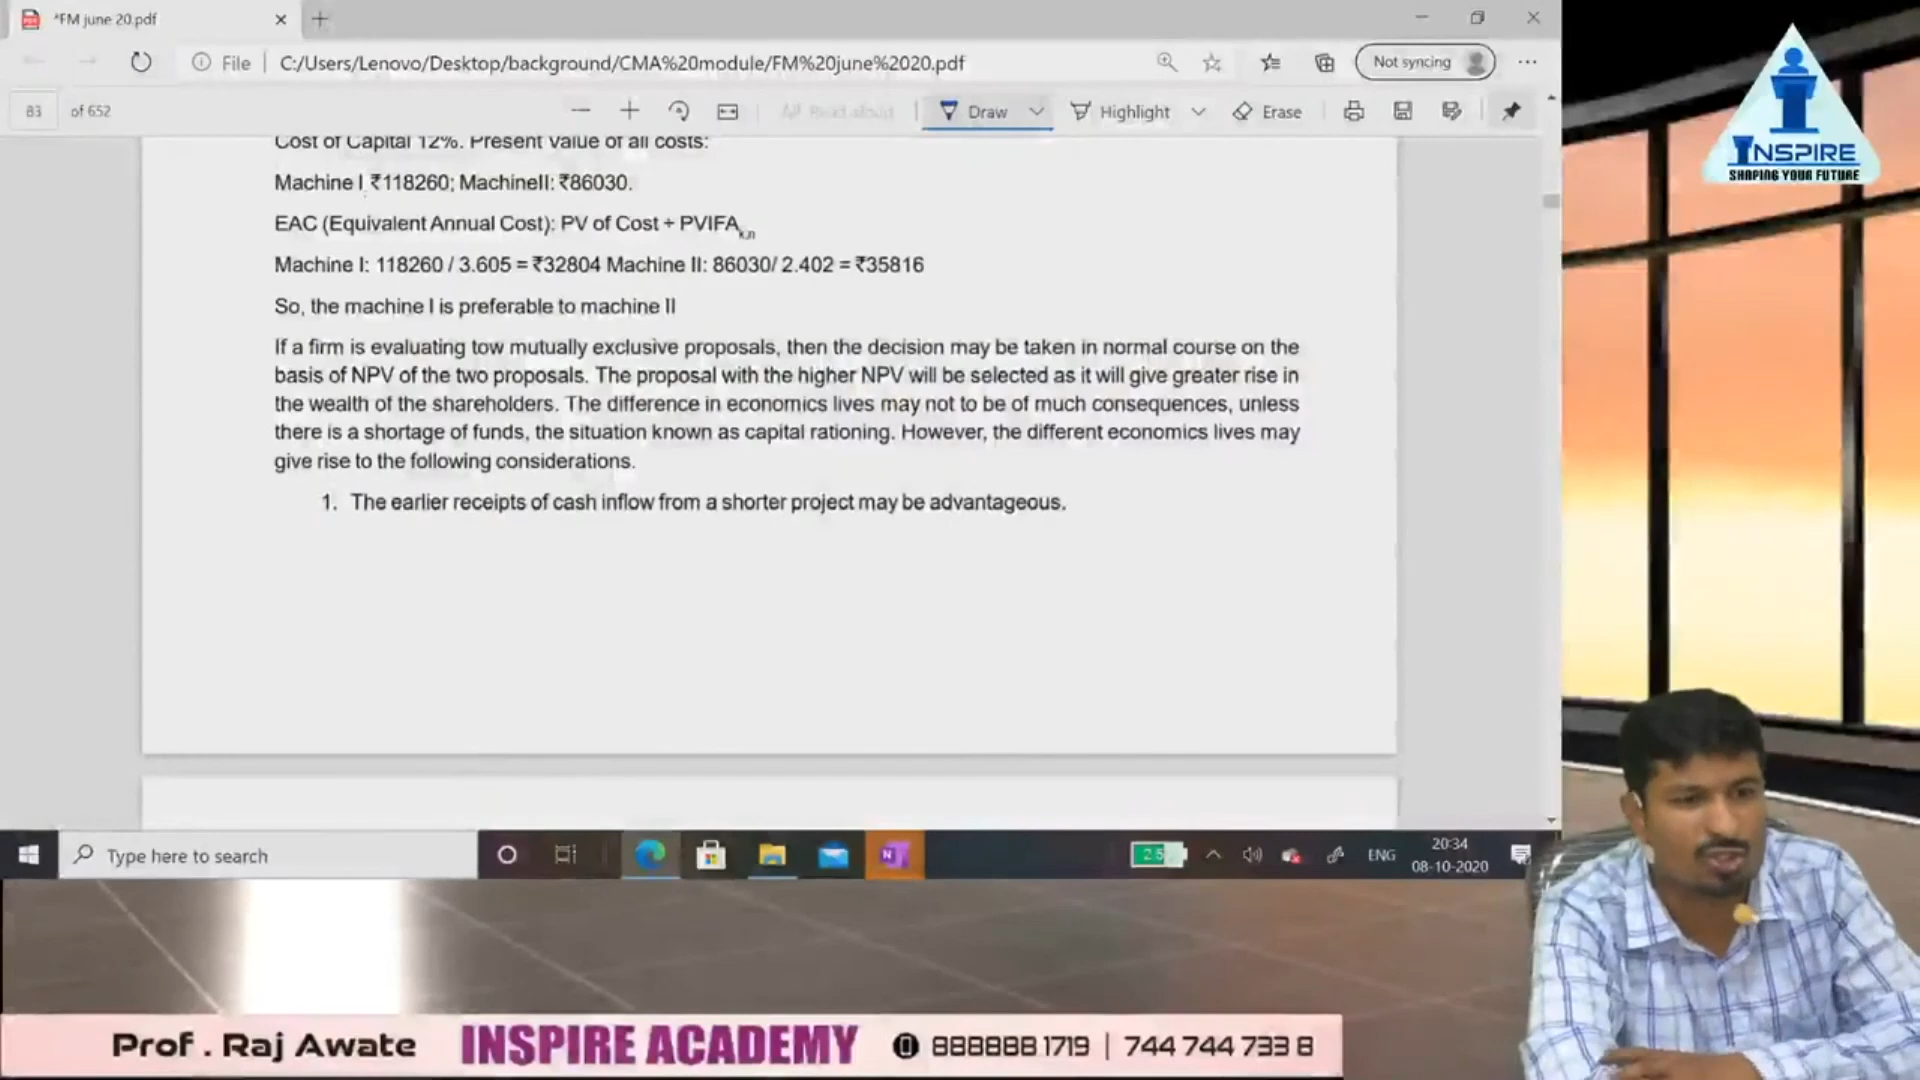 *FM june 20.pdf
File
C:/Users/Lenovo/Desktop/background/CMA%20module/FM%20june%2020.pdf
Not syncing
83 of 652
Read aloud
Draw
Highlight
Erase
Cost of Capital 12%. Present Value of all costs:
Machine I ₹118260; MachineII: ₹86030.
EAC (Equivalent Annual Cost): PV of Cost ÷ PVIFAk,n
Machine I: 118260 / 3.605 = ₹32804 Machine II: 86030/ 2.402 = ₹35816
So, the machine I is preferable to machine II
If a firm is evaluating tow mutually exclusive proposals, then the decision may be taken in normal course on the
basis of NPV of the two proposals. The proposal with the higher NPV will be selected as it will give greater rise in
the wealth of the shareholders. The difference in economics lives may not to be of much consequences, unless
there is a shortage of funds, the situation known as capital rationing. However, the different economics lives may
give rise to the following considerations.
1. The earlier receipts of cash inflow from a shorter project may be advantageous.
Type here to search
ENG
20:34
08-10-2020
INSPIRE
SHAPING YOUR FUTURE
Prof . Raj Awate INSPIRE ACADEMY 888888 1719 | 744 744 733 8